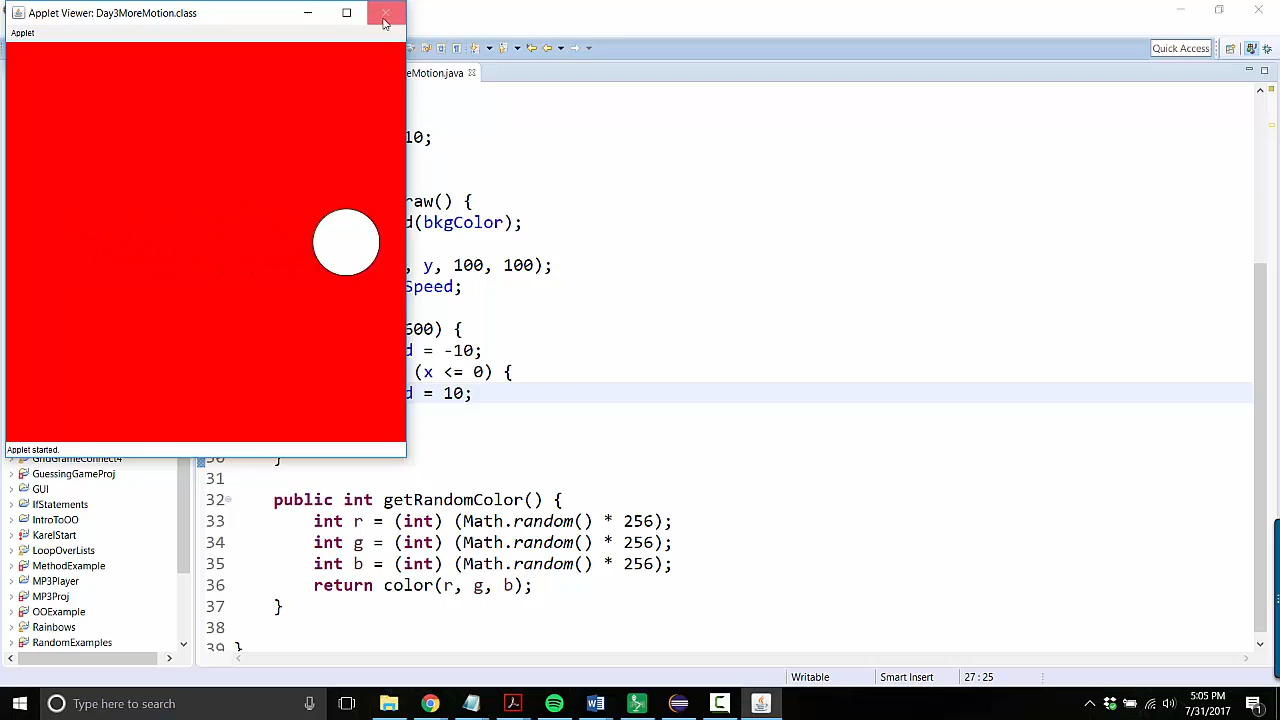 Applet Viewer: Day3MoreMotion.class
Applet
Quick Access
eMotion.java
10;
raw() {
d(bkgColor);
, y, 100, 100);
Speed;
600) {
d = -10;
(x <= 0) {
d = 10;
Applet started.
30 }
31
32 public int getRandomColor() {
33 int r = (int) (Math.random() * 256);
34 int g = (int) (Math.random() * 256);
35 int b = (int) (Math.random() * 256);
36 return color(r, g, b);
37 }
38
39 }
GridGameConnect4
GuessingGameProj
GUI
IfStatements
IntroToOO
KarelStart
LoopOverLists
MethodExample
MP3Player
MP3Proj
OOExample
Rainbows
RandomExamples
Writable
Smart Insert
27 : 25
Type here to search
5:05 PM
7/31/2017